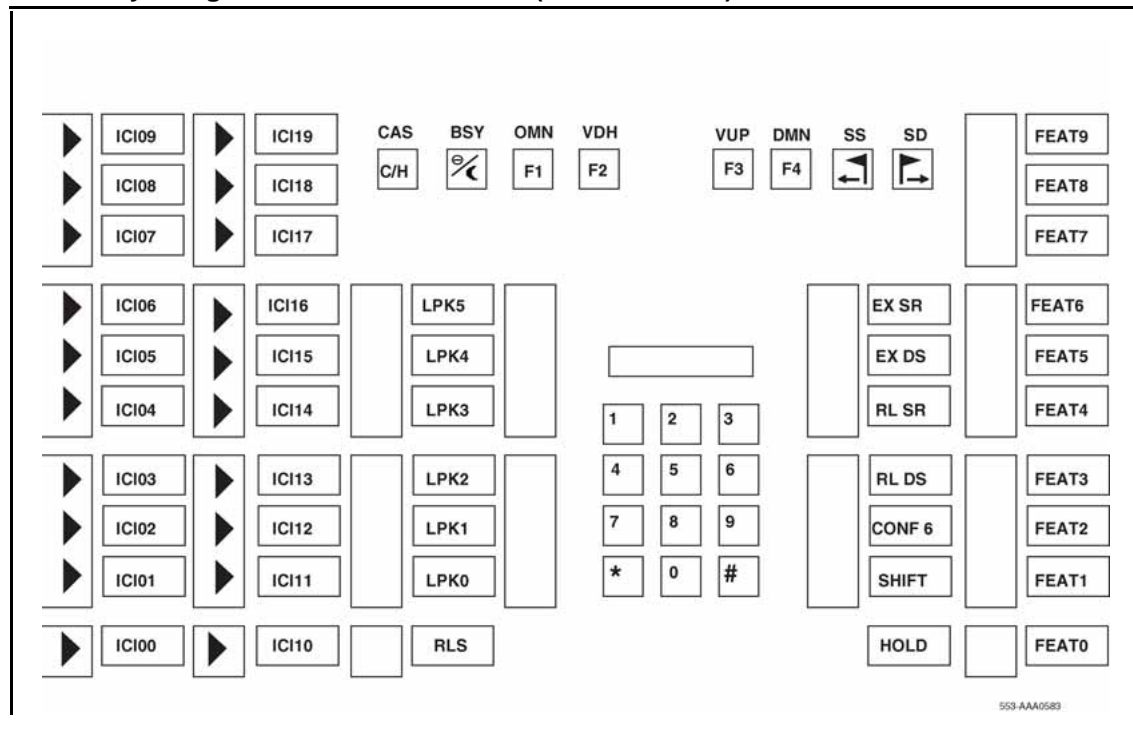 CAS BSY OMN VDH VUP DMN SS SD
ICI09 ICI19 C/H F1 F2 F3 F4 FEAT9
ICI08 ICI18 FEAT8
ICI07 ICI17 FEAT7
ICI06 ICI16 LPK5 EX SR FEAT6
ICI05 ICI15 LPK4 EX DS FEAT5
ICI04 ICI14 LPK3 1 2 3 RL SR FEAT4
ICI03 ICI13 LPK2 4 5 6 RL DS FEAT3
ICI02 ICI12 LPK1 7 8 9 CONF 6 FEAT2
ICI01 ICI11 LPK0 * 0 # SHIFT FEAT1
ICI00 ICI10 RLS HOLD FEAT0
553-AAA0583